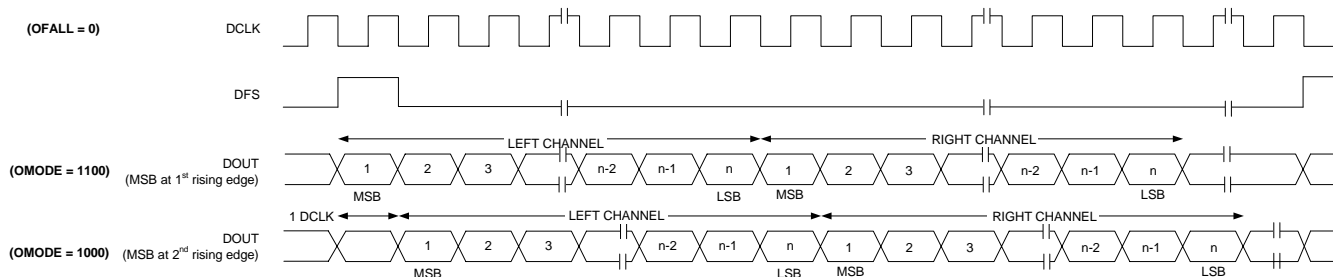 (OFALL = 0) DCLK
DFS
LEFT CHANNEL RIGHT CHANNEL
(OMODE = 1100) DOUT 1 2 3 n-2 n-1 n 1 2 3 n-2 n-1 n
(MSB at 1st rising edge)
MSB LSB MSB LSB
1 DCLK LEFT CHANNEL RIGHT CHANNEL
(OMODE = 1000) DOUT 1 2 3 n-2 n-1 n 1 2 3 n-2 n-1 n
(MSB at 2nd rising edge)
MSB LSB MSB LSB